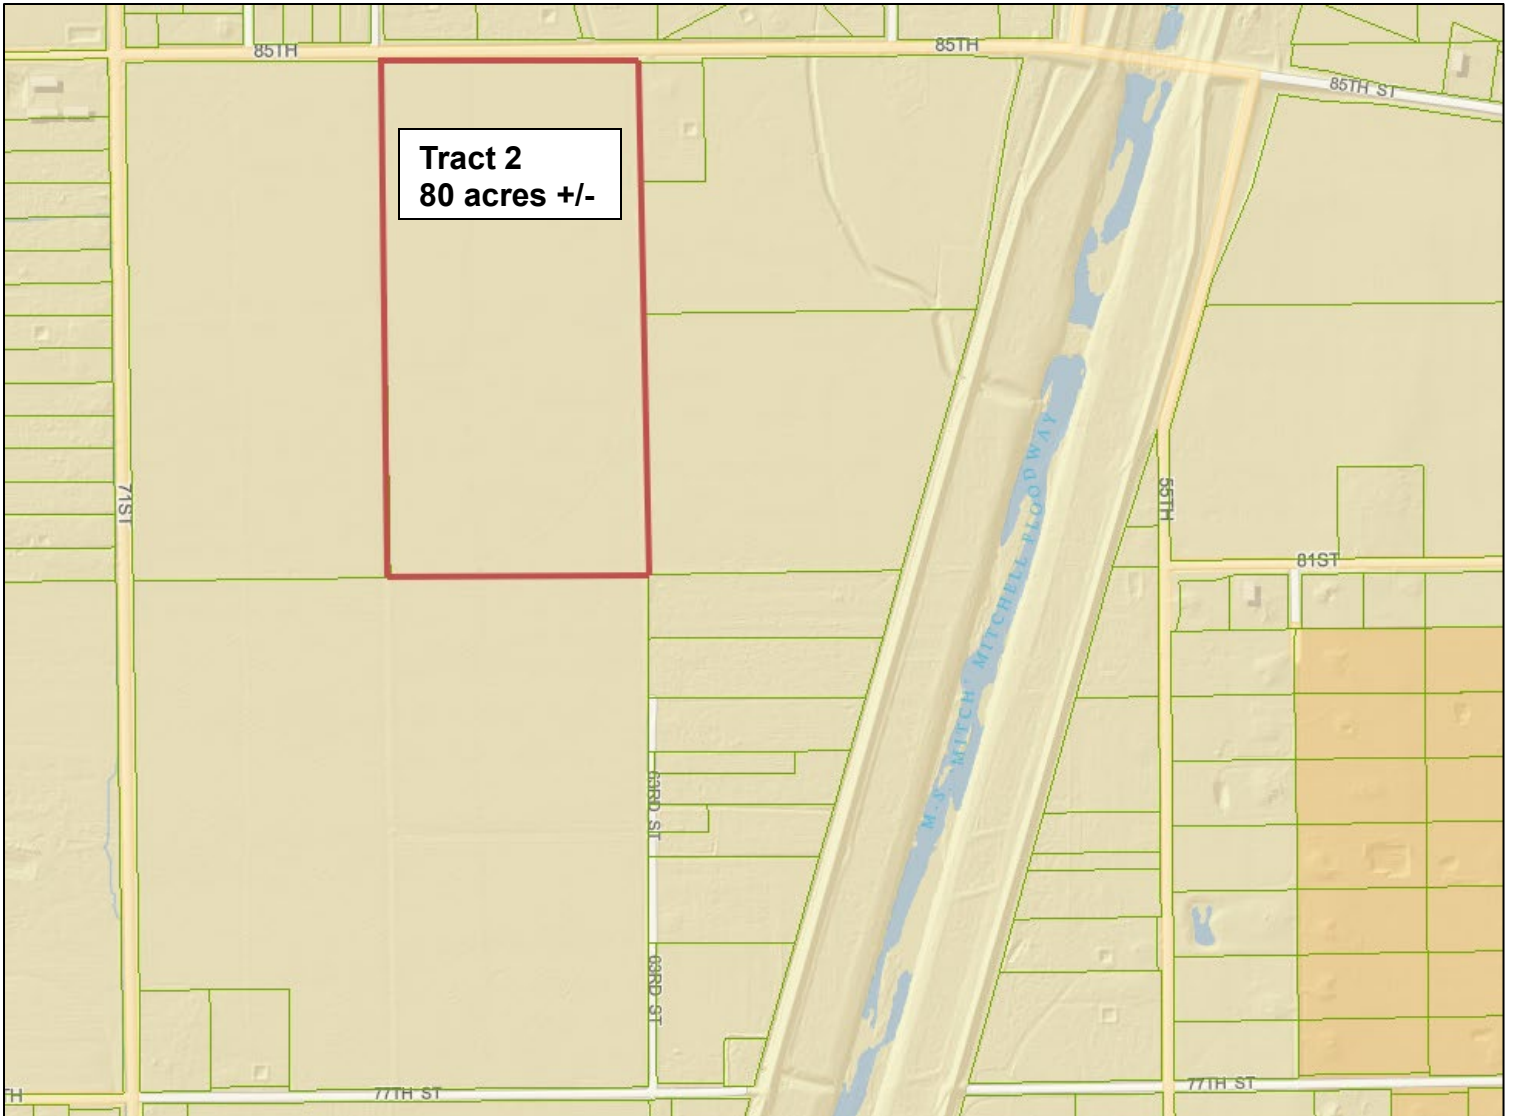 85TH
85TH
85TH ST
Tract 2
80 acres +/-
71ST
55TH
81ST
M.S. 'MITCH' MITCHELL FLOODWAY
63RD ST
63RD ST
TH
77TH ST
77TH ST